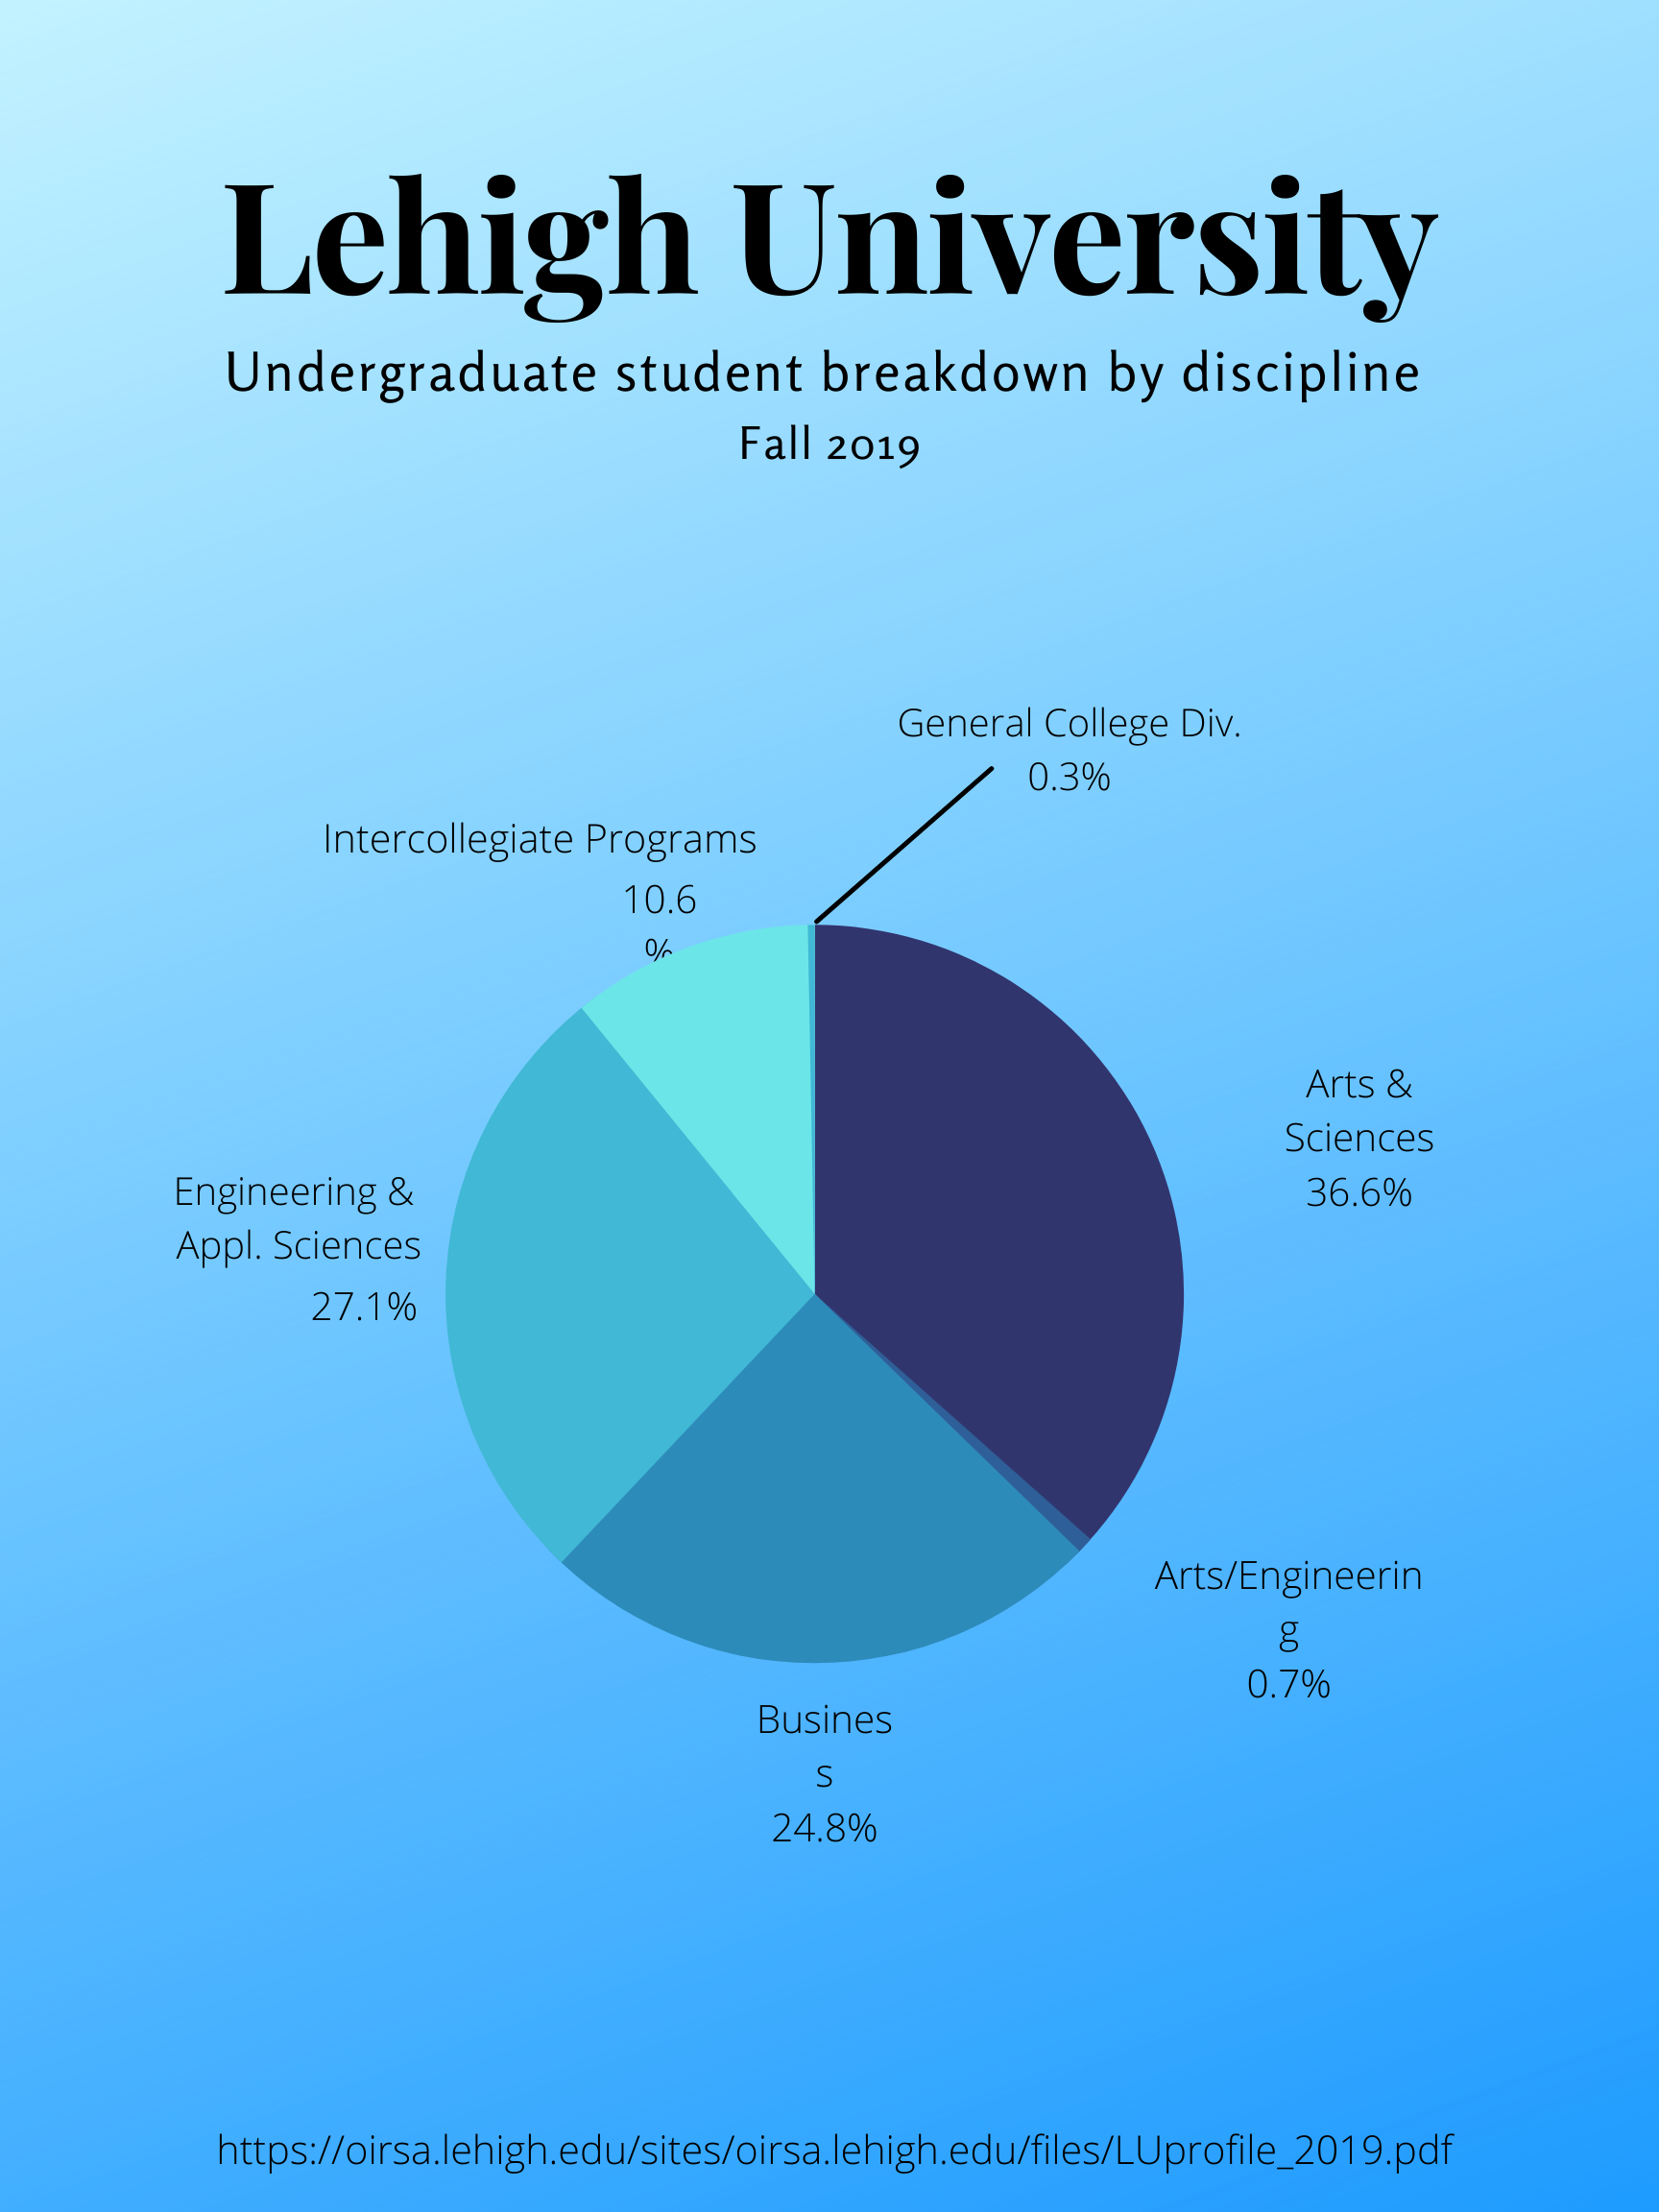 Lehigh University
Undergraduate student breakdown by discipline
Fall 2019
General College Div.
0.3%
Intercollegiate Programs
10.6
%
Arts &
Sciences
36.6%
Engineering &
Appl. Sciences
27.1%
Arts/Engineerin
g
0.7%
Busines
s
24.8%
https://oirsa.lehigh.edu/sites/oirsa.lehigh.edu/files/LUprofile_2019.pdf